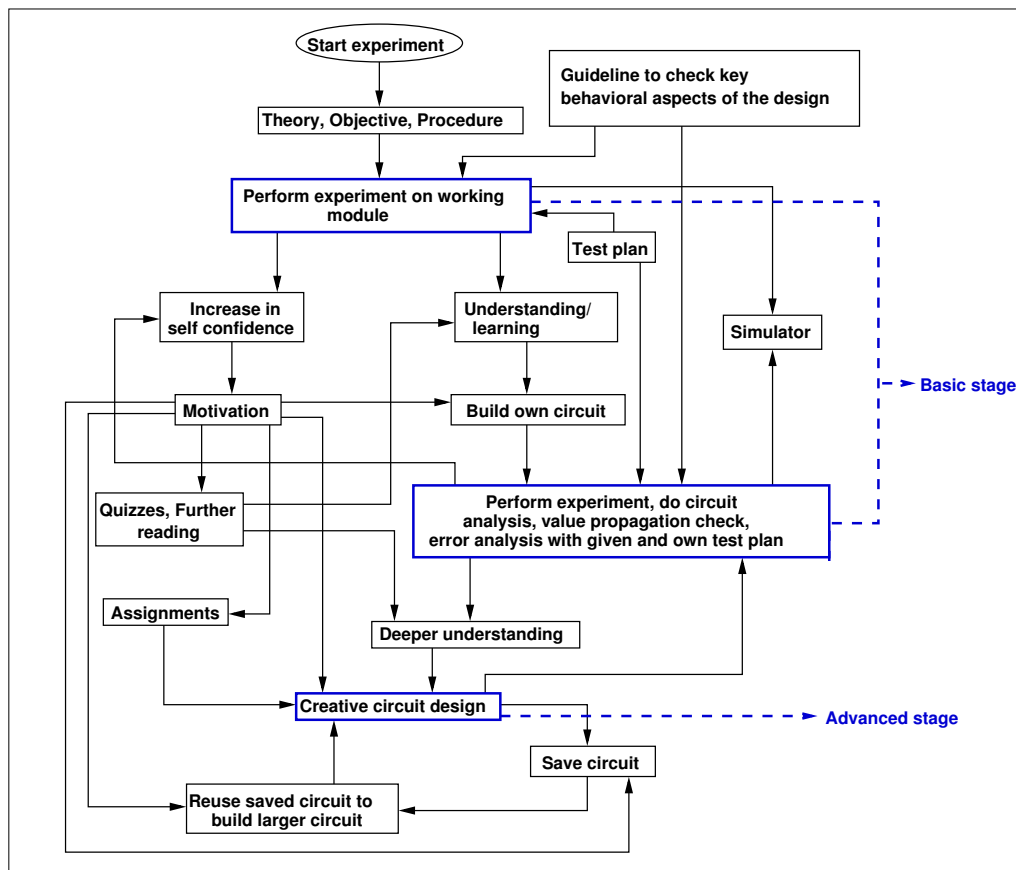 Start experiment
Guideline to check key
behavioral aspects of the design
Theory, Objective, Procedure
Perform experiment on working
module
Test plan
Increase in
self confidence
Understanding/
learning
Simulator
Basic stage
Motivation
Build own circuit
Quizzes, Further
reading
Perform experiment, do circuit
analysis, value propagation check,
error analysis with given and own test plan
Assignments
Deeper understanding
Creative circuit design
Advanced stage
Save circuit
Reuse saved circuit to
build larger circuit